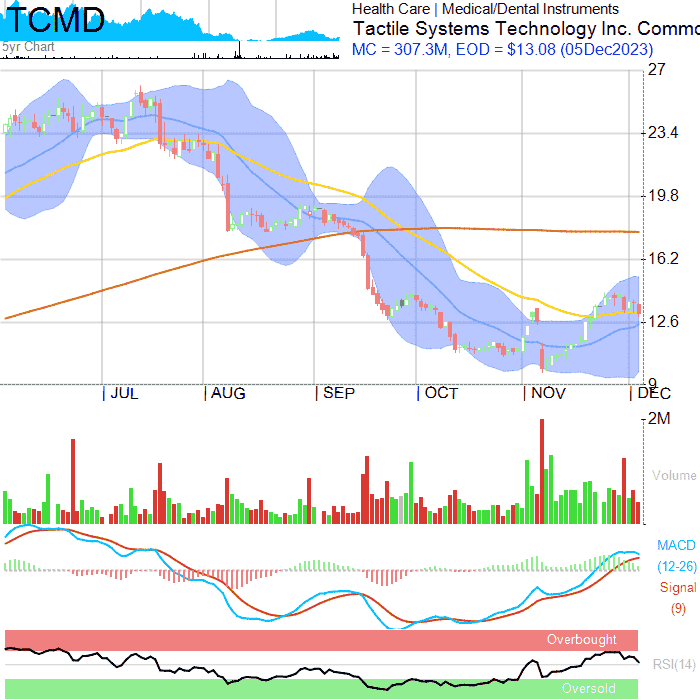 TCMD
5yr Chart
Health Care | Medical/Dental Instruments
Tactile Systems Technology Inc. Commo
MC = 307.3M, EOD = $13.08 (05Dec2023)
27
23.4
19.8
16.2
12.6
9
JUL AUG SEP OCT NOV DEC
2M
Volume
MACD
(12-26)
Signal
(9)
Overbought
RSI(14)
Oversold